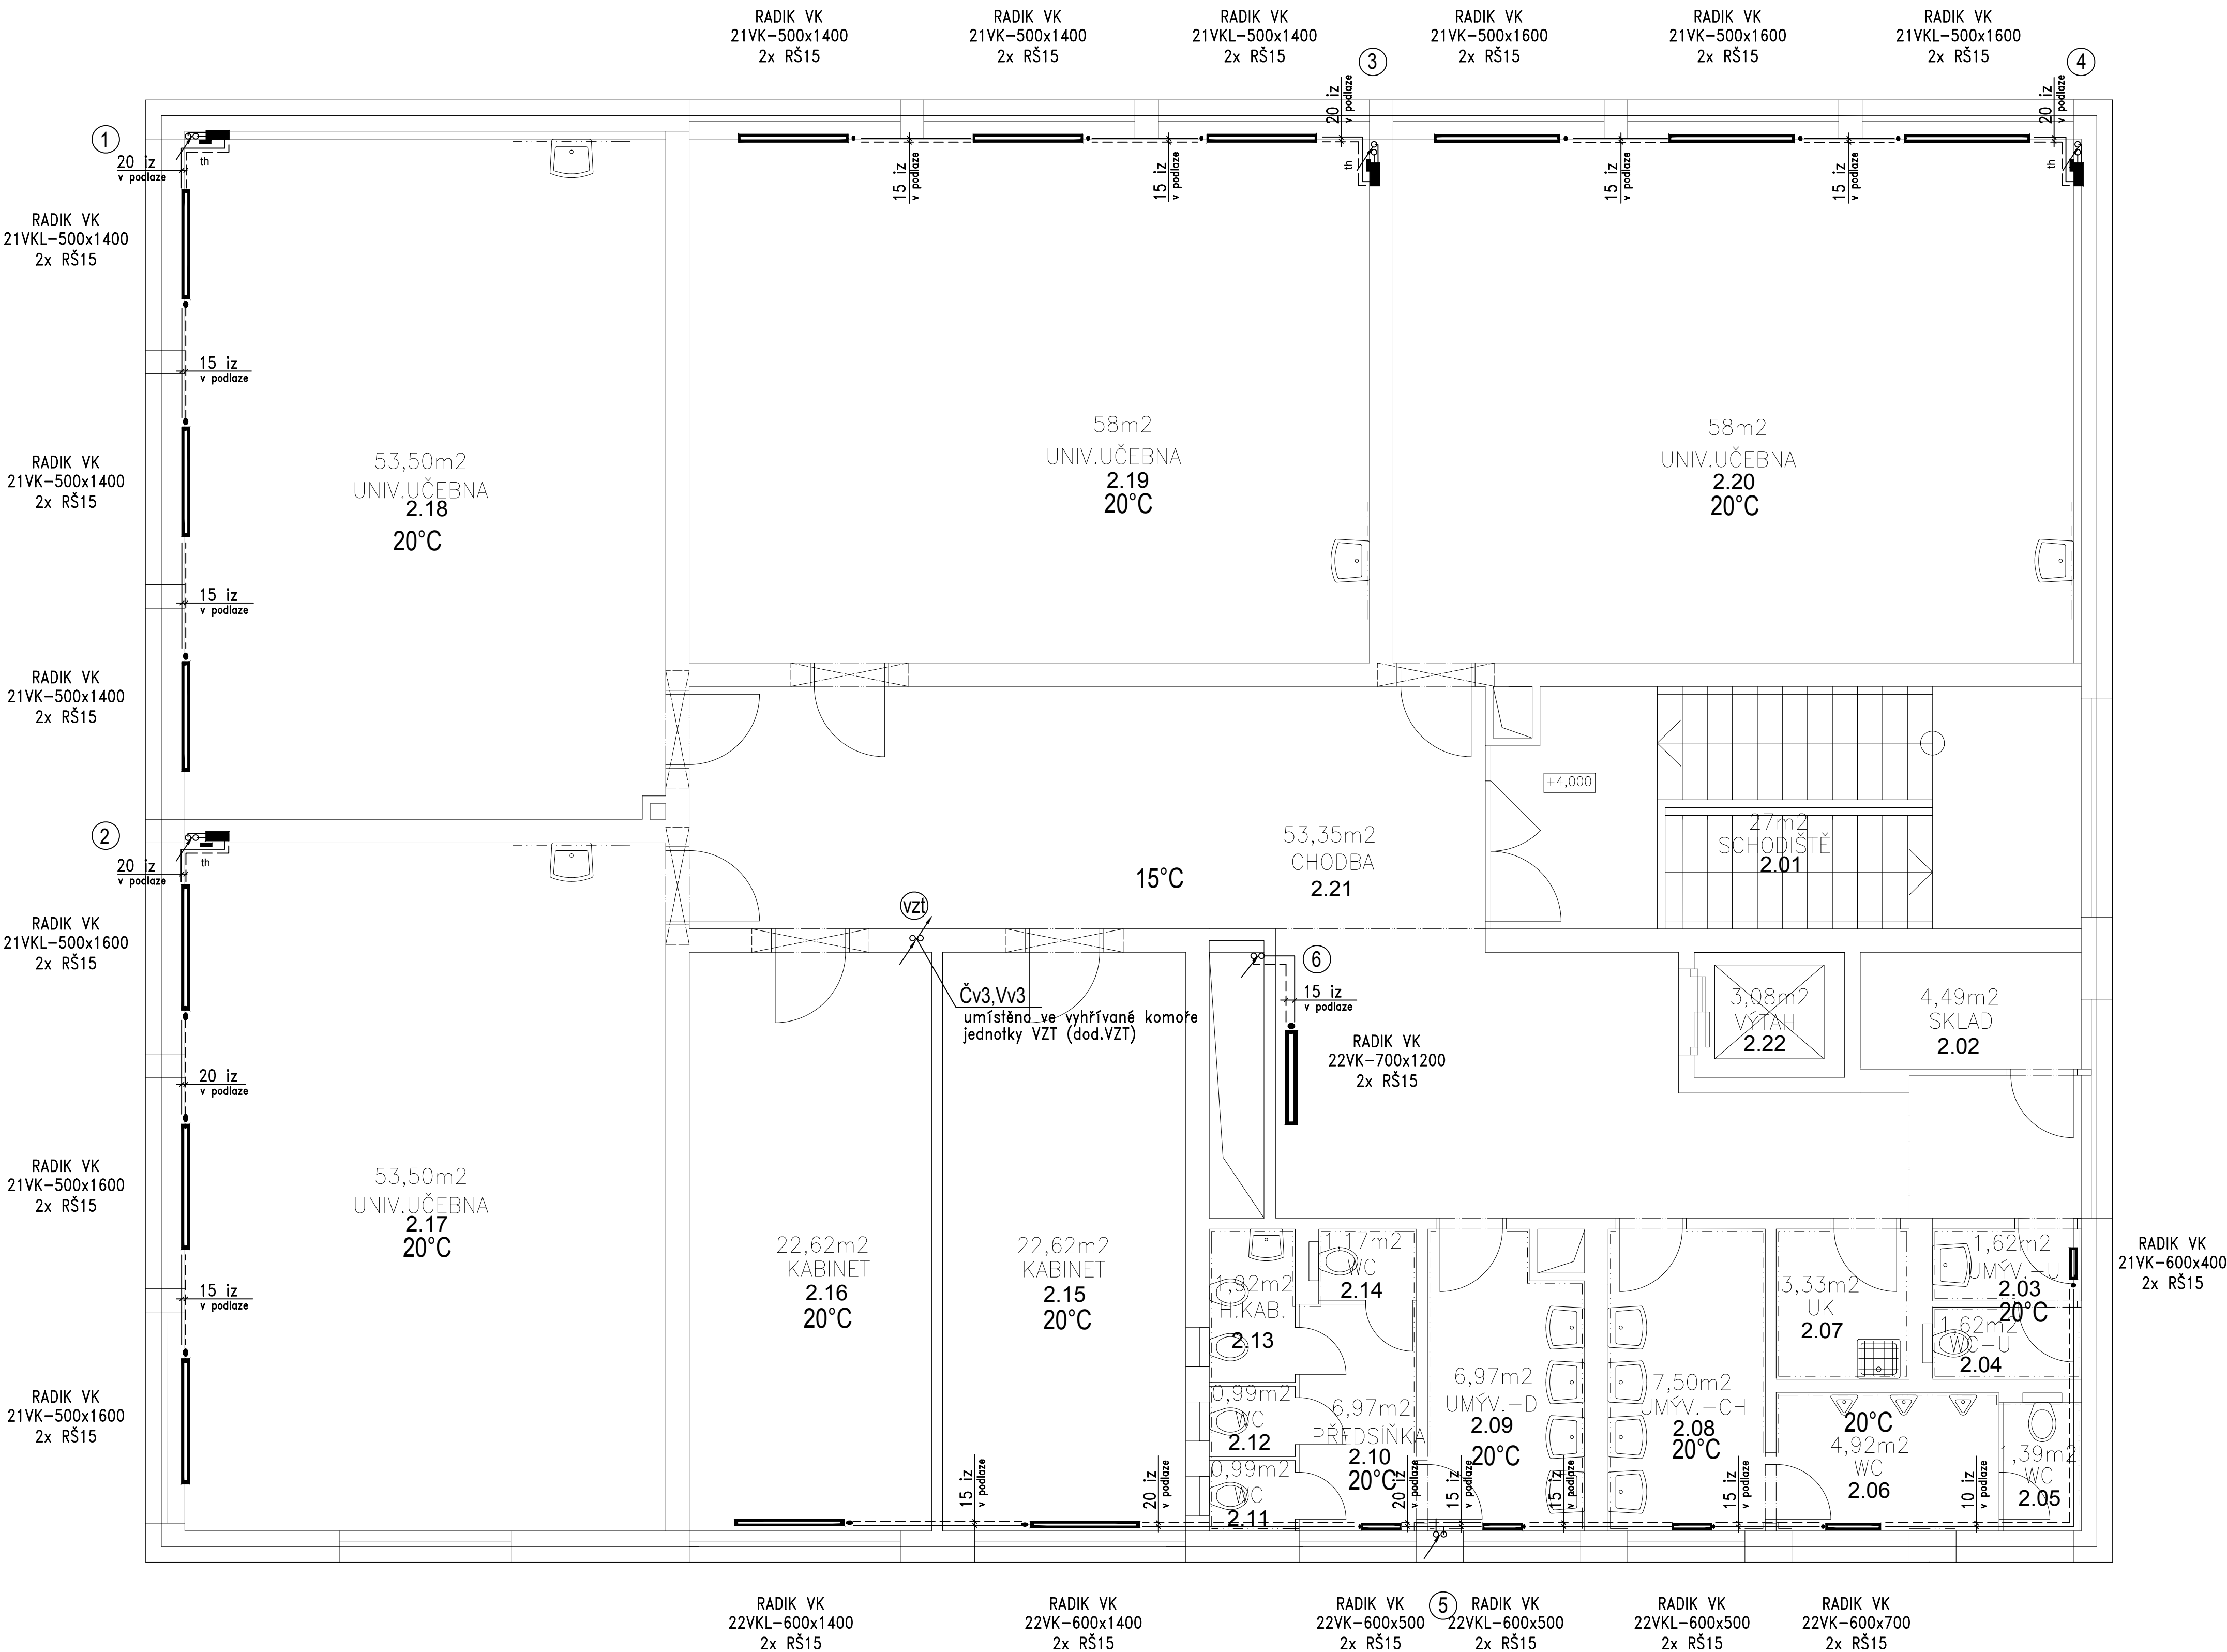 RADIK VK
21VK-500x1400
2x RŠ15
RADIK VK
21VK-500x1400
2x RŠ15
RADIK VK
21VKL-500x1400
2x RŠ15
RADIK VK
21VK-500x1600
2x RŠ15
RADIK VK
21VK-500x1600
2x RŠ15
RADIK VK
21VKL-500x1600
2x RŠ15
3
4
20 iz
v podlaze
20 iz
v podlaze
1
20 iz
v podlaze
th
15 iz
v podlaze
15 iz
v podlaze
th
15 iz
v podlaze
15 iz
v podlaze
th
RADIK VK
21VKL-500x1400
2x RŠ15
15 iz
v podlaze
RADIK VK
21VK-500x1400
2x RŠ15
53,50m2
UNIV.UČEBNA
2.18
20°C
58m2
UNIV.UČEBNA
2.19
20°C
58m2
UNIV.UČEBNA
2.20
20°C
15 iz
v podlaze
RADIK VK
21VK-500x1400
2x RŠ15
+4,000
2
20 iz
v podlaze
th
53,35m2
CHODBA
2.21
15°C
27m2
SCHODIŠTĚ
2.01
vzt
RADIK VK
21VKL-500x1600
2x RŠ15
Čv3,Vv3
umístěno ve vyhřívané komoře
jednotky VZT (dod.VZT)
6
15 iz
v podlaze
RADIK VK
22VK-700x1200
2x RŠ15
3,08m2
VÝTAH
2.22
4,49m2
SKLAD
2.02
20 iz
v podlaze
RADIK VK
21VK-500x1600
2x RŠ15
53,50m2
UNIV.UČEBNA
2.17
20°C
22,62m2
KABINET
2.16
20°C
22,62m2
KABINET
2.15
20°C
1,17m2
WC
2.14
1,92m2
H.KAB.
2.13
3,33m2
UK
2.07
1,62m2
UMÝV.-U
2.03
20°C
1,62m2
WC-U
2.04
RADIK VK
21VK-600x400
2x RŠ15
15 iz
v podlaze
RADIK VK
21VK-500x1600
2x RŠ15
0,99m2
WC
2.12
6,97m2
PŘEDSÍŇKA
2.10
20°C
6,97m2
UMÝV.-D
2.09
20°C
7,50m2
UMÝV.-CH
2.08
20°C
20°C
4,92m2
WC
2.06
1,39m2
WC
2.05
0,99m2
WC
2.11
15 iz
v podlaze
20 iz
v podlaze
20 iz
v podlaze
15 iz
v podlaze
15 iz
v podlaze
15 iz
v podlaze
10 iz
v podlaze
RADIK VK
22VKL-600x1400
2x RŠ15
RADIK VK
22VK-600x1400
2x RŠ15
RADIK VK
22VK-600x500
2x RŠ15
5
RADIK VK
22VKL-600x500
2x RŠ15
RADIK VK
22VKL-600x500
2x RŠ15
RADIK VK
22VK-600x700
2x RŠ15